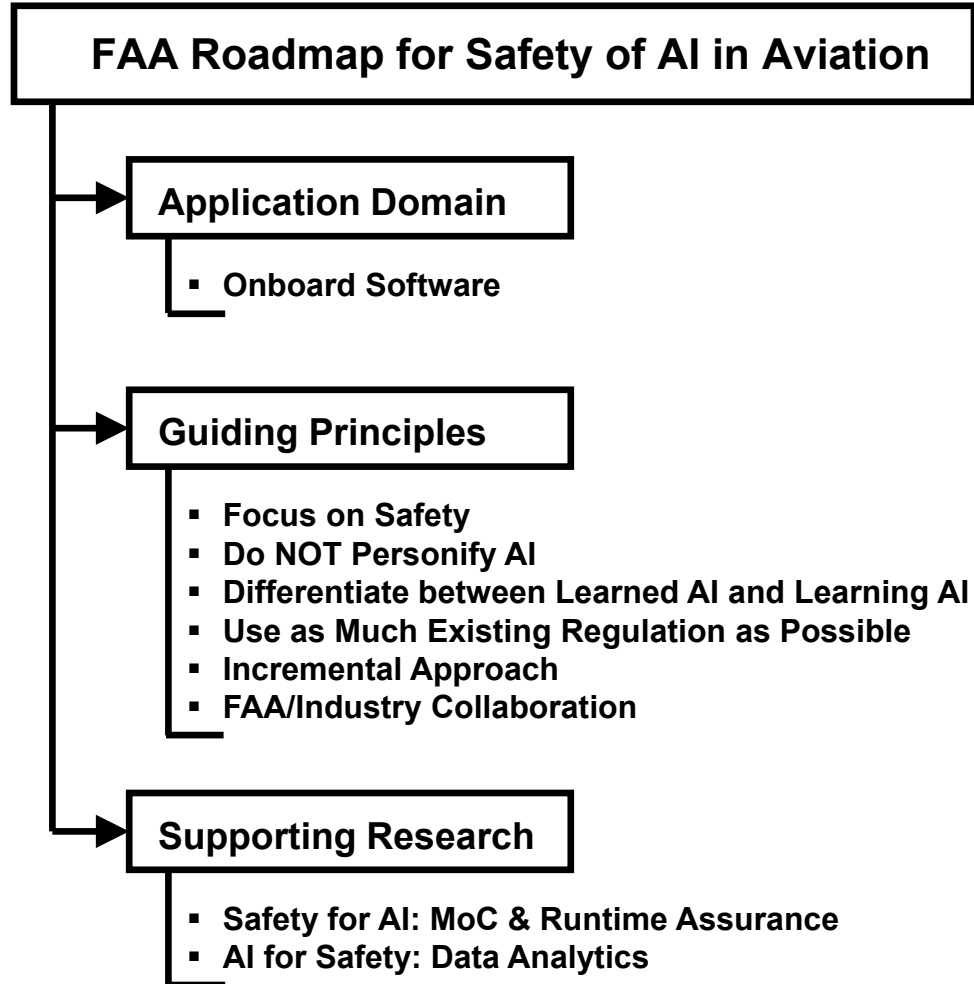 FAA Roadmap for Safety of AI in Aviation
Application Domain
▪ Onboard Software
Guiding Principles
▪ Focus on Safety
▪ Do NOT Personify AI
▪ Differentiate between Learned AI and Learning AI
▪ Use as Much Existing Regulation as Possible
▪ Incremental Approach
▪ FAA/Industry Collaboration
Supporting Research
▪ Safety for AI: MoC & Runtime Assurance
▪ AI for Safety: Data Analytics